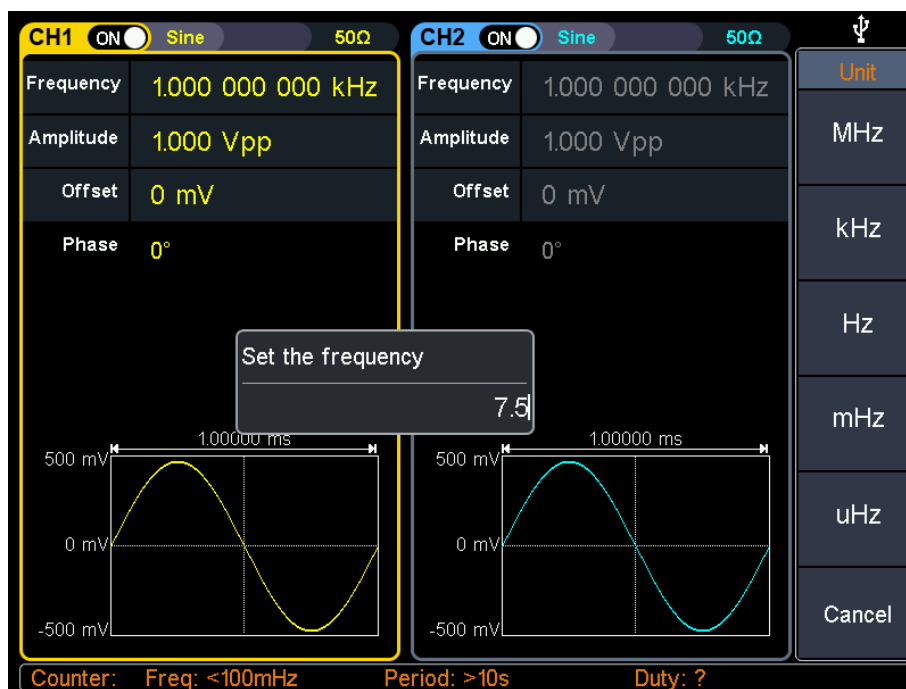 CH1 ON Sine 50Ω
Frequency 1.000 000 000 kHz
Amplitude 1.000 Vpp
Offset 0 mV
Phase 0°
CH2 ON Sine 50Ω
Frequency 1.000 000 000 kHz
Amplitude 1.000 Vpp
Offset 0 mV
Phase 0°
Set the frequency
7.5
1.00000 ms
500 mV
0 mV
-500 mV
1.00000 ms
500 mV
0 mV
-500 mV
Unit
MHz
kHz
Hz
mHz
uHz
Cancel
Counter: Freq: <100mHz Period: >10s Duty: ?